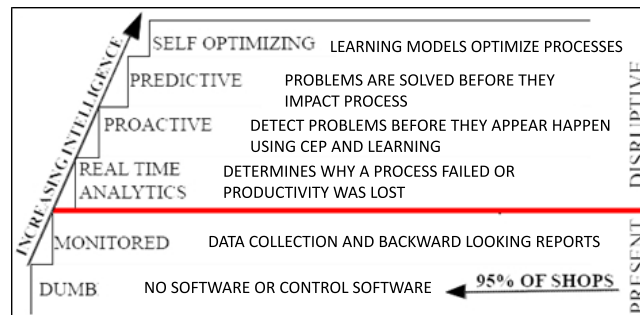 SELF OPTIMIZING LEARNING MODELS OPTIMIZE PROCESSES
PREDICTIVE PROBLEMS ARE SOLVED BEFORE THEY
IMPACT PROCESS
PROACTIVE DETECT PROBLEMS BEFORE THEY APPEAR HAPPEN
USING CEP AND LEARNING
REAL TIME DETERMINES WHY A PROCESS FAILED OR
ANALYTICS PRODUCTIVITY WAS LOST
MONITORED DATA COLLECTION AND BACKWARD LOOKING REPORTS
DUMB NO SOFTWARE OR CONTROL SOFTWARE 95% OF SHOPS
INCREASING INTELLIGENCE
DISRUPTIVE
PRESENT